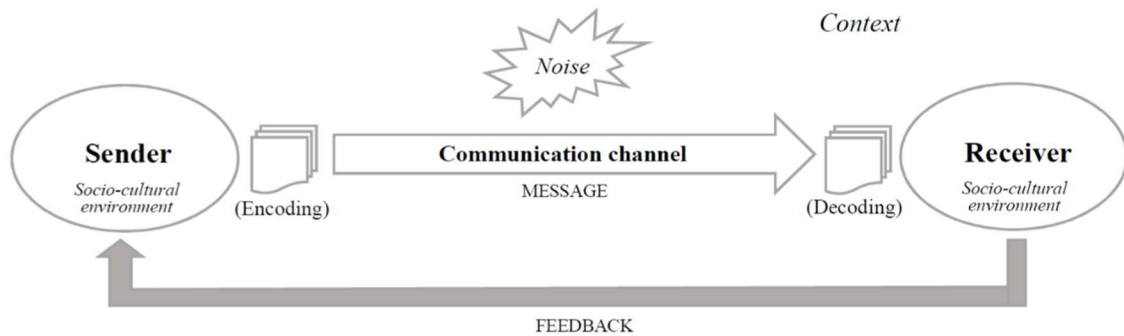 Context
Noise
Sender
Socio-cultural
environment
(Encoding)
Communication channel
MESSAGE
(Decoding)
Receiver
Socio-cultural
environment
FEEDBACK